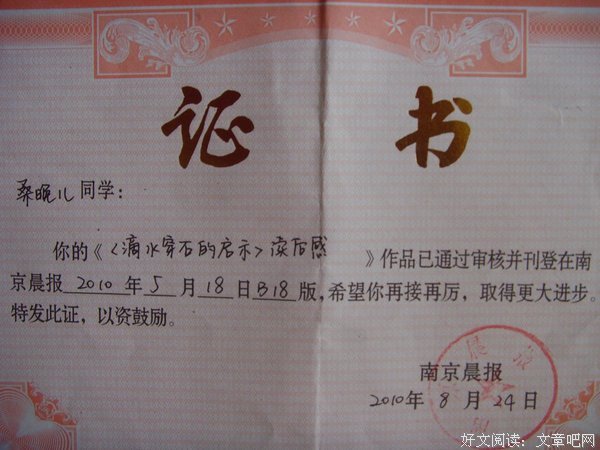 证书
桑晚儿同学：
你的《〈滴水穿石的启示〉读后感》作品已通过审核并刊登在南
京晨报2010年5月18日B18版，希望你再接再厉，取得更大进步。
特发此证，以资鼓励。
南京晨报
2010年8月24日
好文阅读：文章吧网